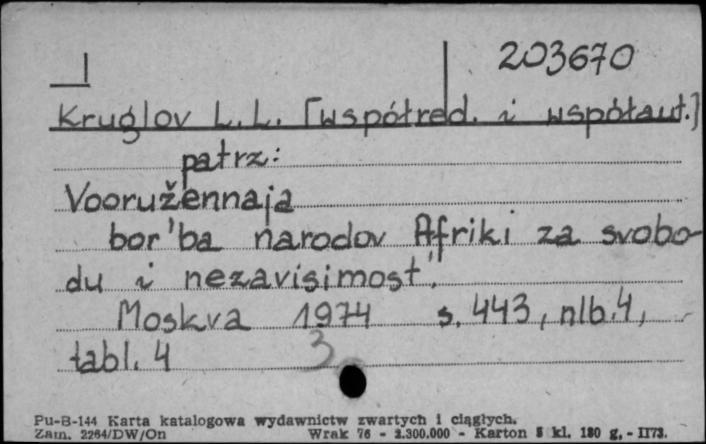 203670
Kruglov L.L. [współred. i współaut.]
patrz:
Vooružennaja
bor'ba narodov Afriki za svobo-
du i nezavisimost'.
Moskva 1974 s. 443, nlb. 4,
tabl. 4 3
Pu-B-144 Karta katalogowa wydawnictw zwartych i ciągłych.
Zam. 2264/DW/On Wrak 76 - 2.300.000 - Karton 5 kl. 180 g. - II73.